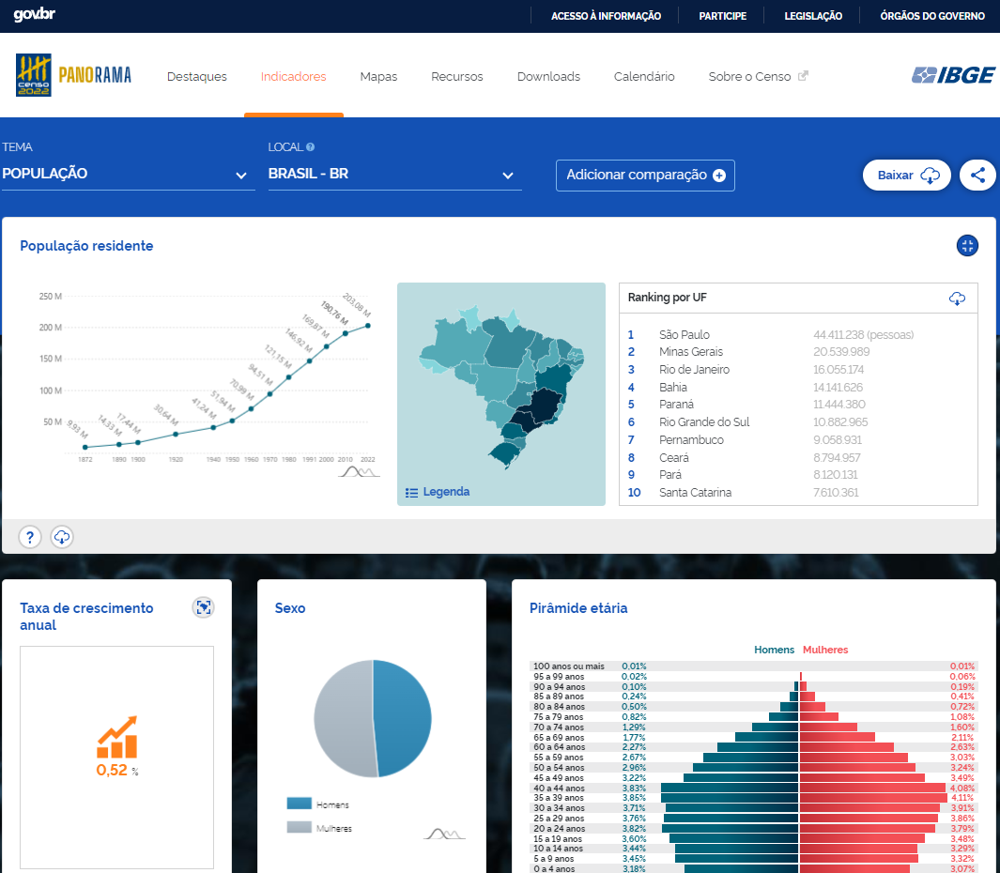 gov.br
ACESSO À INFORMAÇÃO PARTICIPE LEGISLAÇÃO ÓRGÃOS DO GOVERNO
CENSO 2022 PANORAMA
Destaques Indicadores Mapas Recursos Downloads Calendário Sobre o Censo
IBGE
TEMA
POPULAÇÃO
LOCAL ?
BRASIL - BR
Adicionar comparação +
Baixar
População residente
250 M
200 M
150 M
100 M
50 M
9,93 M 14,33 M 17,44 M 30,64 M 41,24 M 51,94 M 70,99 M 94,51 M 121,15 M 146,92 M 169,87 M 190,76 M 203,08 M
1872 1890 1900 1920 1940 1950 1960 1970 1980 1991 2000 2010 2022
Legenda
Ranking por UF
1 São Paulo 44.411.238 (pessoas)
2 Minas Gerais 20.539.989
3 Rio de Janeiro 16.055.174
4 Bahia 14.141.626
5 Paraná 11.444.380
6 Rio Grande do Sul 10.882.965
7 Pernambuco 9.058.931
8 Ceará 8.794.957
9 Pará 8.120.131
10 Santa Catarina 7.610.361
?
Taxa de crescimento
anual
0,52 %
Sexo
Homens
Mulheres
Pirâmide etária
Homens Mulheres
100 anos ou mais 0,01% 0,01%
95 a 99 anos 0,02% 0,06%
90 a 94 anos 0,10% 0,19%
85 a 89 anos 0,24% 0,41%
80 a 84 anos 0,50% 0,72%
75 a 79 anos 0,82% 1,08%
70 a 74 anos 1,29% 1,60%
65 a 69 anos 1,77% 2,11%
60 a 64 anos 2,27% 2,63%
55 a 59 anos 2,67% 3,03%
50 a 54 anos 2,96% 3,24%
45 a 49 anos 3,22% 3,49%
40 a 44 anos 3,83% 4,08%
35 a 39 anos 3,85% 4,11%
30 a 34 anos 3,71% 3,91%
25 a 29 anos 3,76% 3,86%
20 a 24 anos 3,82% 3,79%
15 a 19 anos 3,60% 3,48%
10 a 14 anos 3,44% 3,29%
5 a 9 anos 3,45% 3,32%
0 a 4 anos 3,18% 3,07%